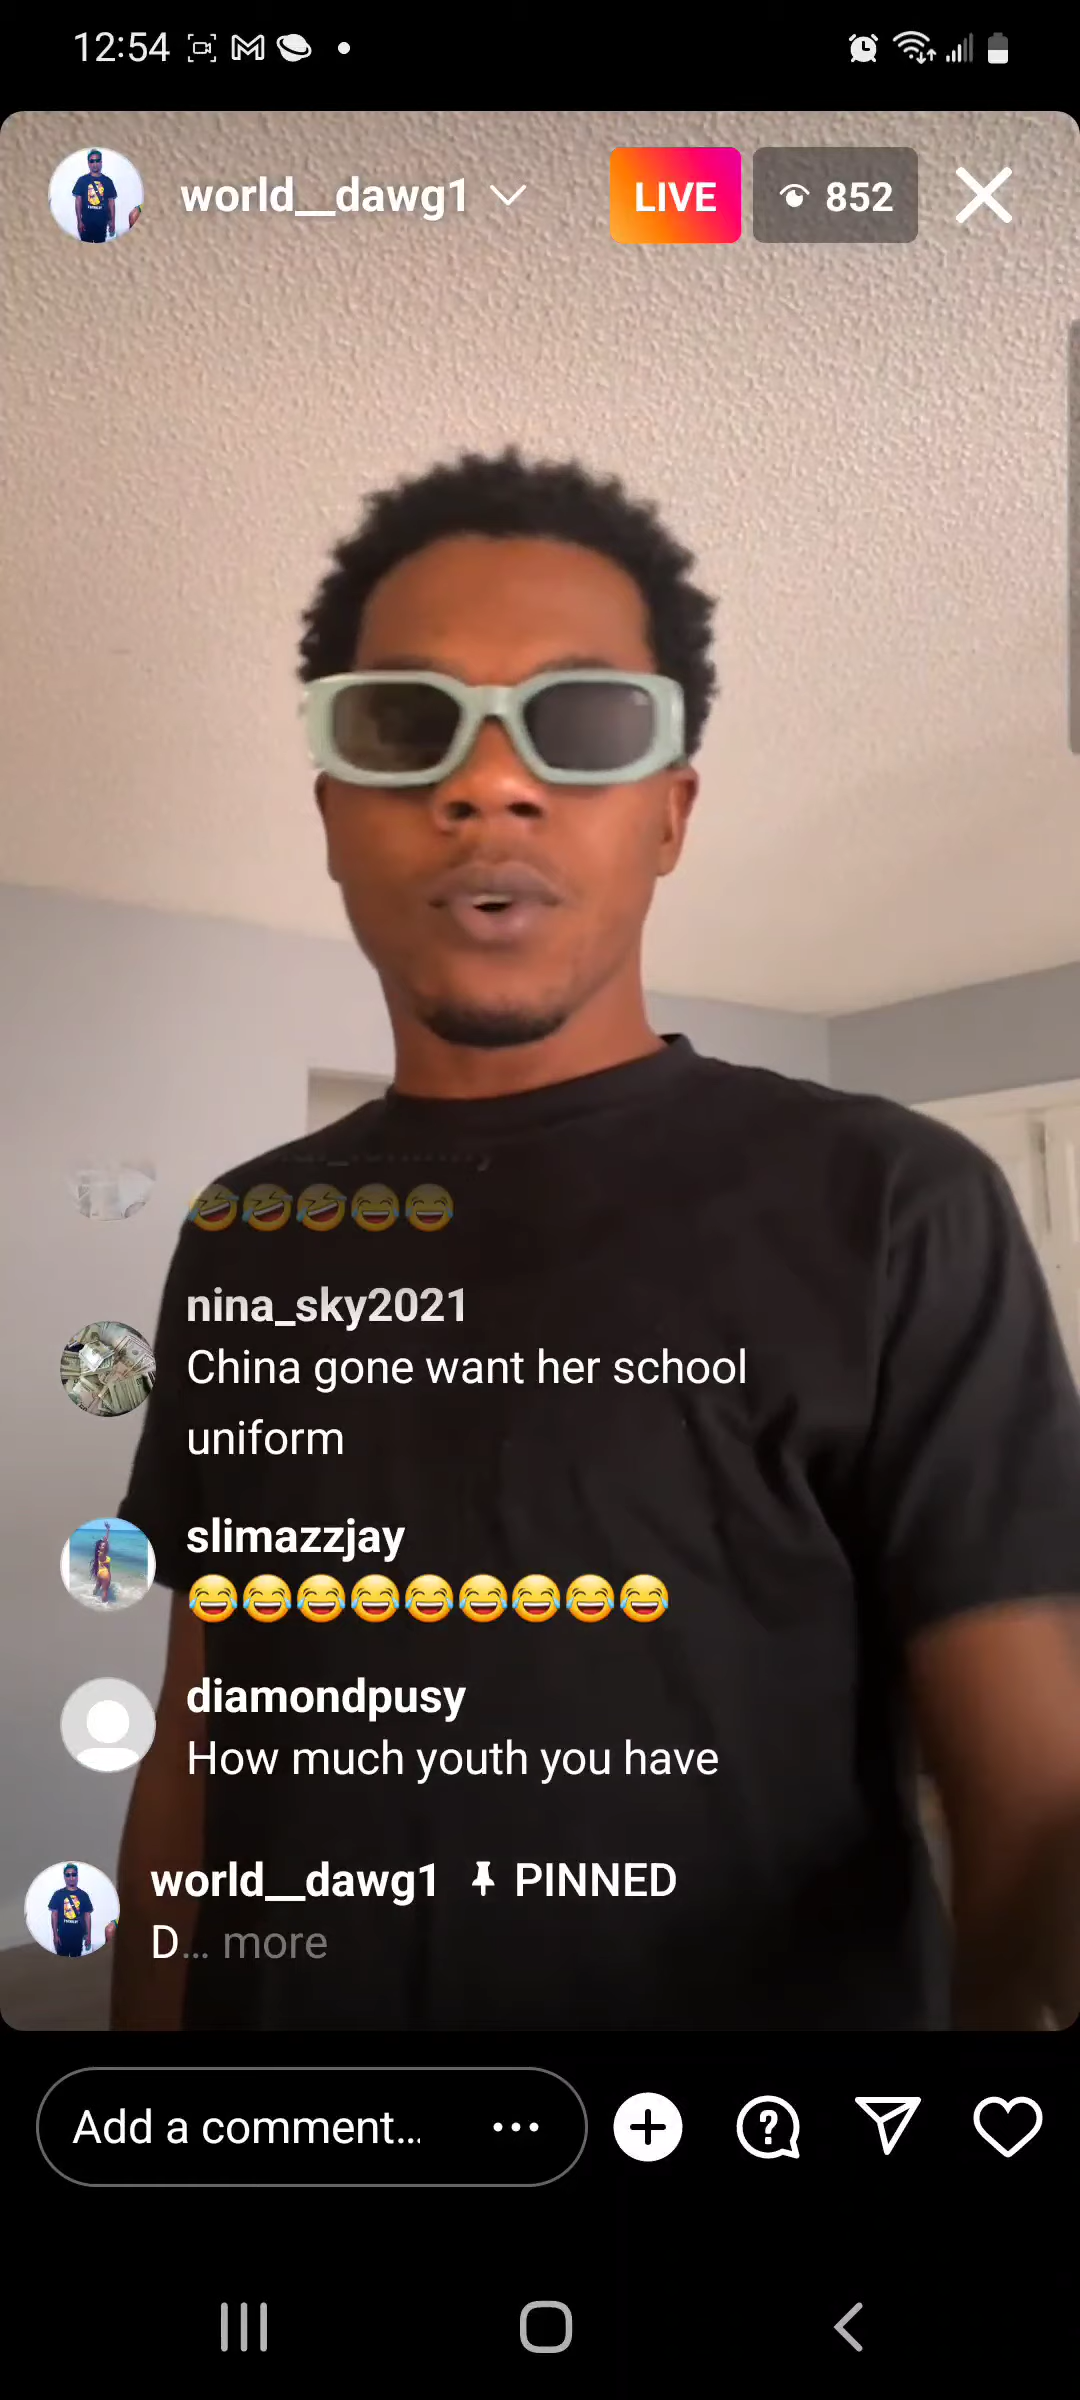 12:54
world__dawg1
LIVE
852
🤣🤣🤣😂😂
nina_sky2021
China gone want her school
uniform
slimazzjay
😂😂😂😂😂😂😂😂😂
diamondpusy
How much youth you have
world__dawg1 PINNED
D... more
Add a comment...